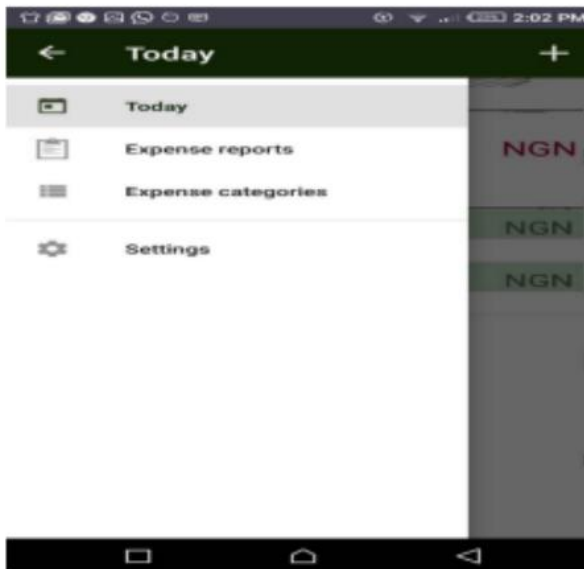 2:02 PM
Today
Today
Expense reports
NGN
Expense categories
NGN
Settings
NGN